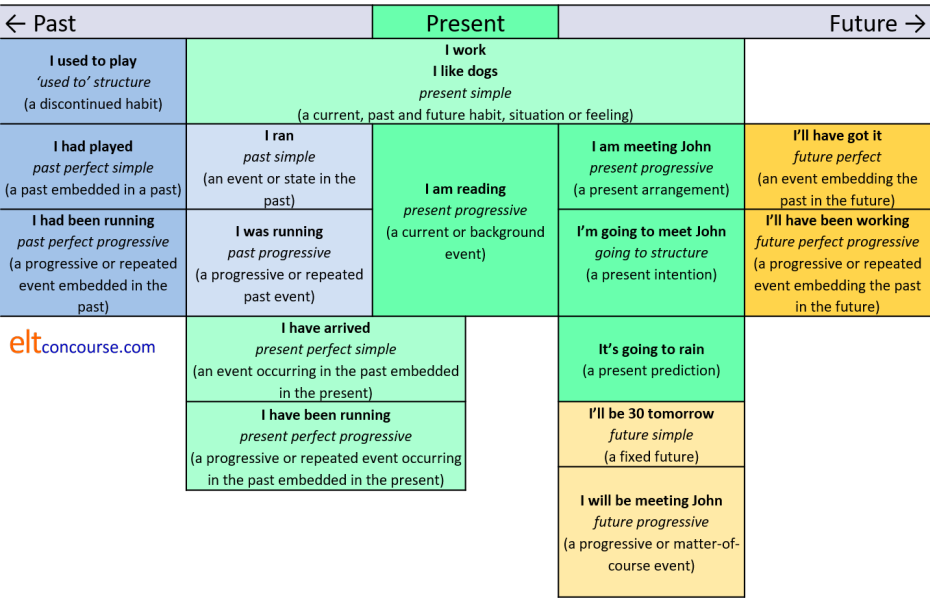 ← Past
Present
Future →
I used to play
‘used to’ structure
(a discontinued habit)
I work
I like dogs
present simple
(a current, past and future habit, situation or feeling)
I had played
past perfect simple
(a past embedded in a past)
I ran
past simple
(an event or state in the
past)
I am reading
present progressive
(a current or background
event)
I am meeting John
present progressive
(a present arrangement)
I’ll have got it
future perfect
(an event embedding the
past in the future)
I had been running
past perfect progressive
(a progressive or repeated
event embedded in the
past)
I was running
past progressive
(a progressive or repeated
past event)
I’m going to meet John
going to structure
(a present intention)
I’ll have been working
future perfect progressive
(a progressive or repeated
event embedding the past
in the future)
eltconcourse.com
I have arrived
present perfect simple
(an event occurring in the past embedded
in the present)
It’s going to rain
(a present prediction)
I have been running
present perfect progressive
(a progressive or repeated event occurring
in the past embedded in the present)
I’ll be 30 tomorrow
future simple
(a fixed future)
I will be meeting John
future progressive
(a progressive or matter-of-
course event)